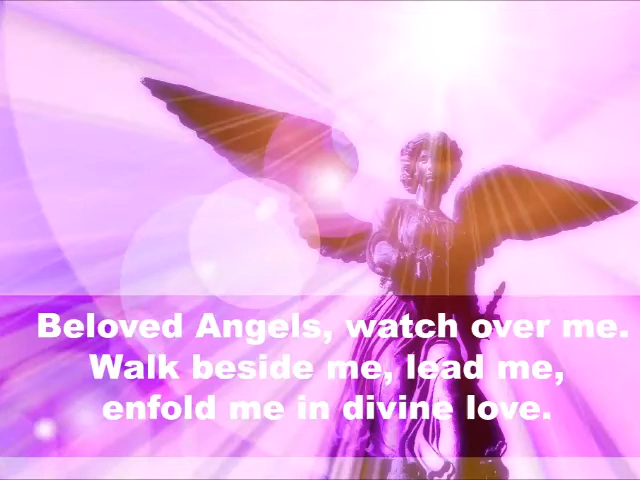 Beloved Angels, watch over me.
Walk beside me, lead me,
enfold me in divine love.